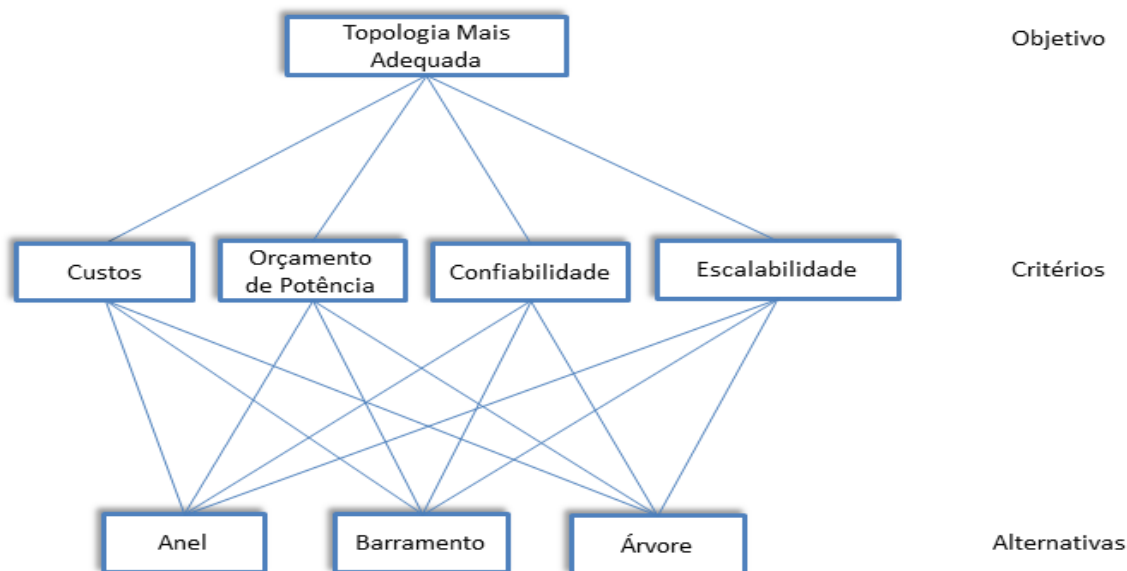 Topologia Mais
Adequada
Objetivo
Custos
Orçamento
de Potência
Confiabilidade
Escalabilidade
Critérios
Anel
Barramento
Árvore
Alternativas